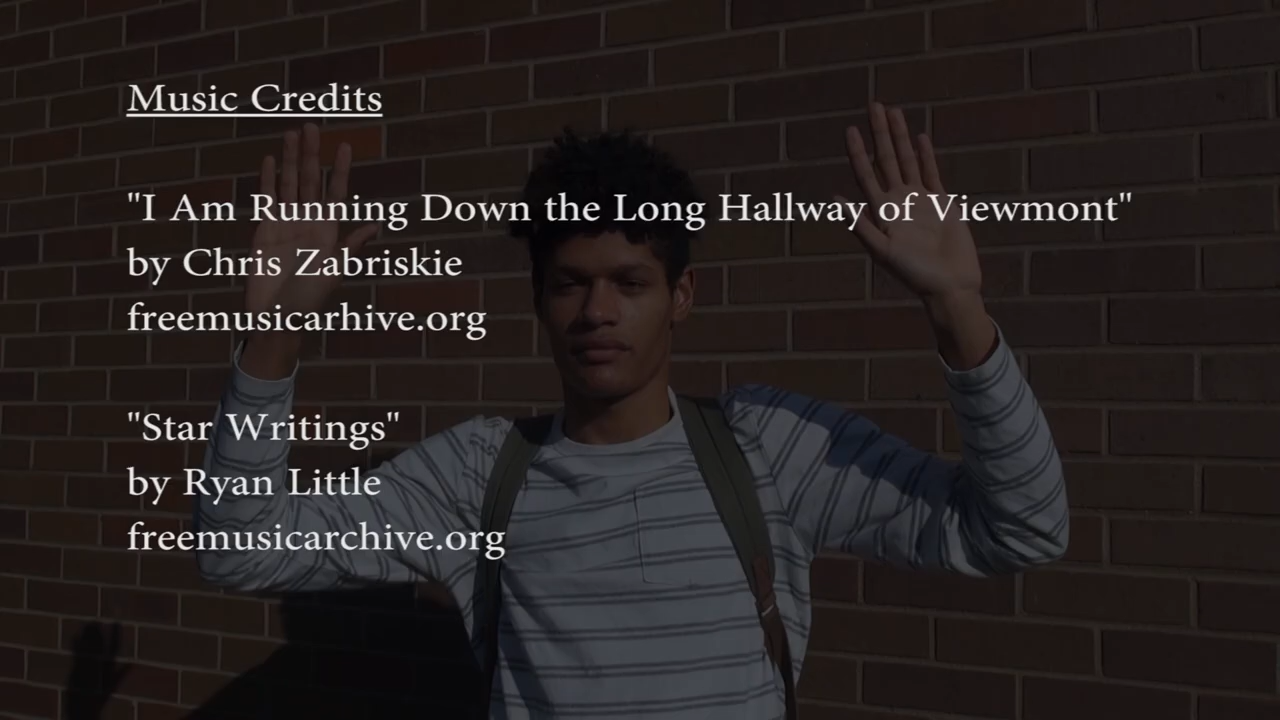 Music Credits
"I Am Running Down the Long Hallway of Viewmont"
by Chris Zabriskie
freemusicarhive.org
"Star Writings"
by Ryan Little
freemusicarchive.org